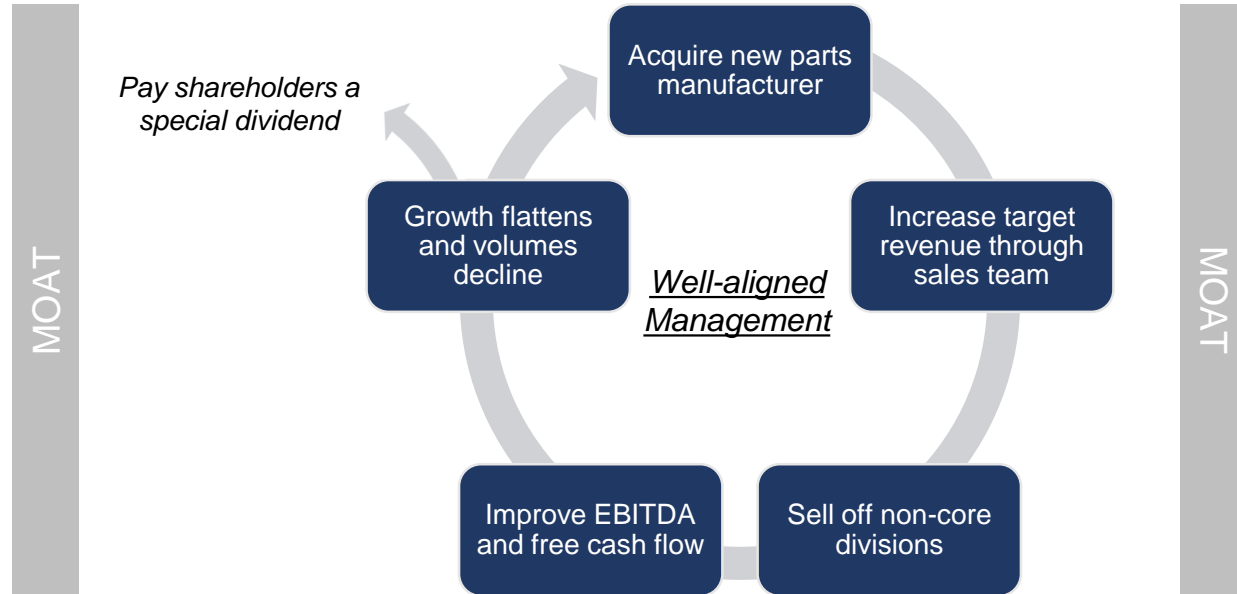 MOAT
Pay shareholders a
special dividend
Acquire new parts
manufacturer
Increase target
revenue through
sales team
Sell off non-core
divisions
Improve EBITDA
and free cash flow
Growth flattens
and volumes
decline
Well-aligned
Management
MOAT